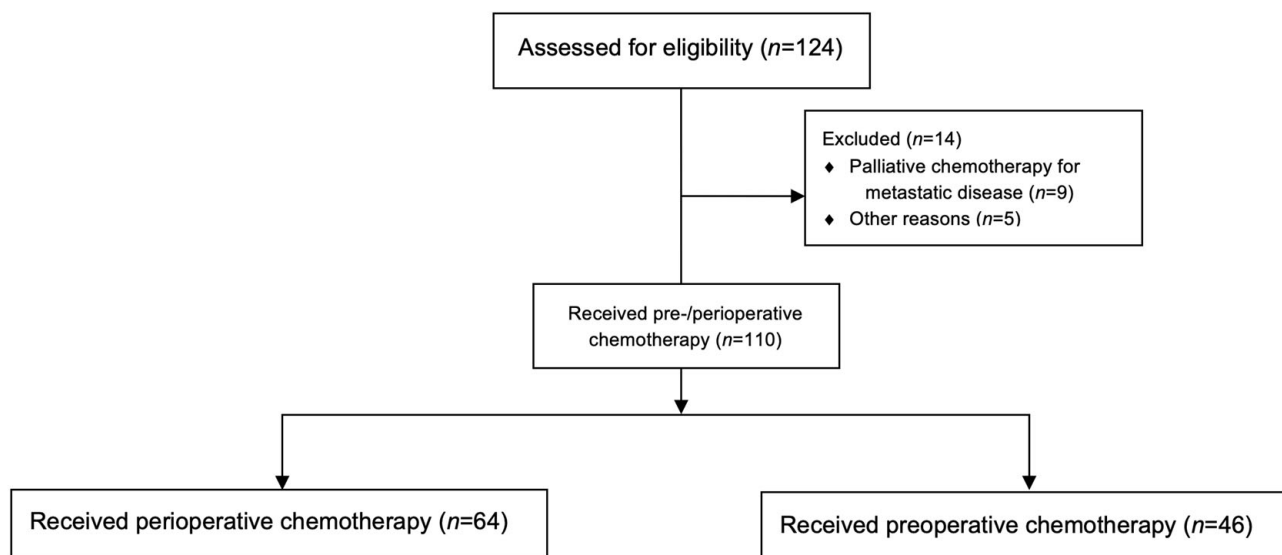 Assessed for eligibility (n=124)
Excluded (n=14)
♦ Palliative chemotherapy for
metastatic disease (n=9)
♦ Other reasons (n=5)
Received pre-/perioperative
chemotherapy (n=110)
Received perioperative chemotherapy (n=64)
Received preoperative chemotherapy (n=46)